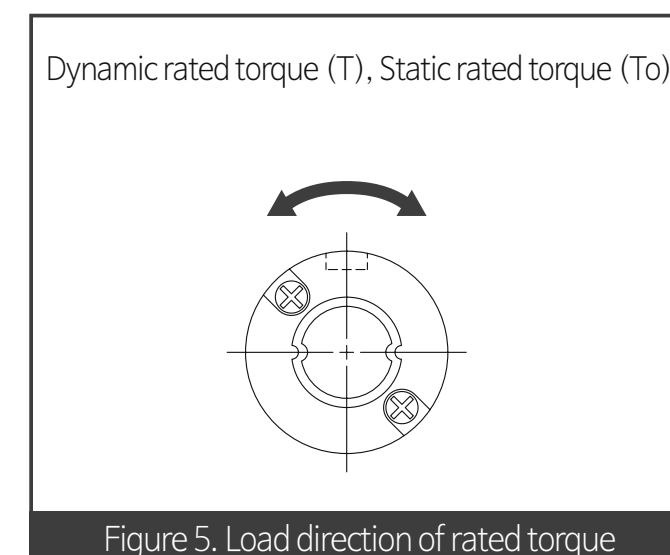 Dynamic rated torque (T), Static rated torque (To)
Figure 5. Load direction of rated torque